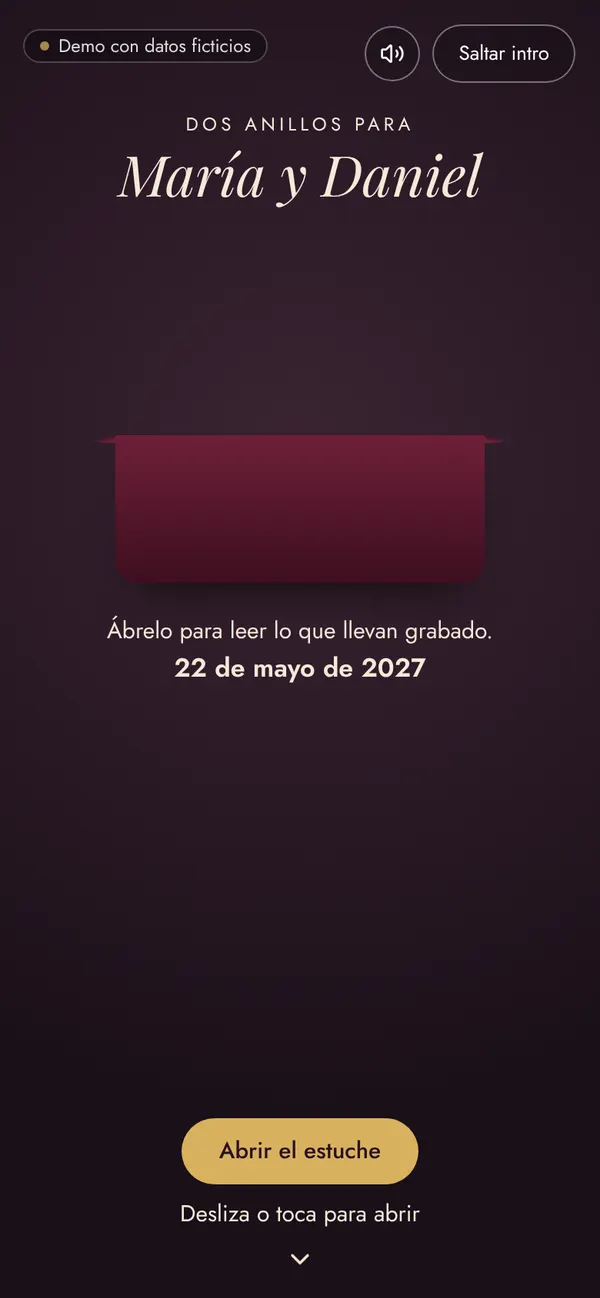 Demo con datos ficticios
Saltar intro
DOS ANILLOS PARA
María y Daniel
Ábrelo para leer lo que llevan grabado.
22 de mayo de 2027
Abrir el estuche
Desliza o toca para abrir